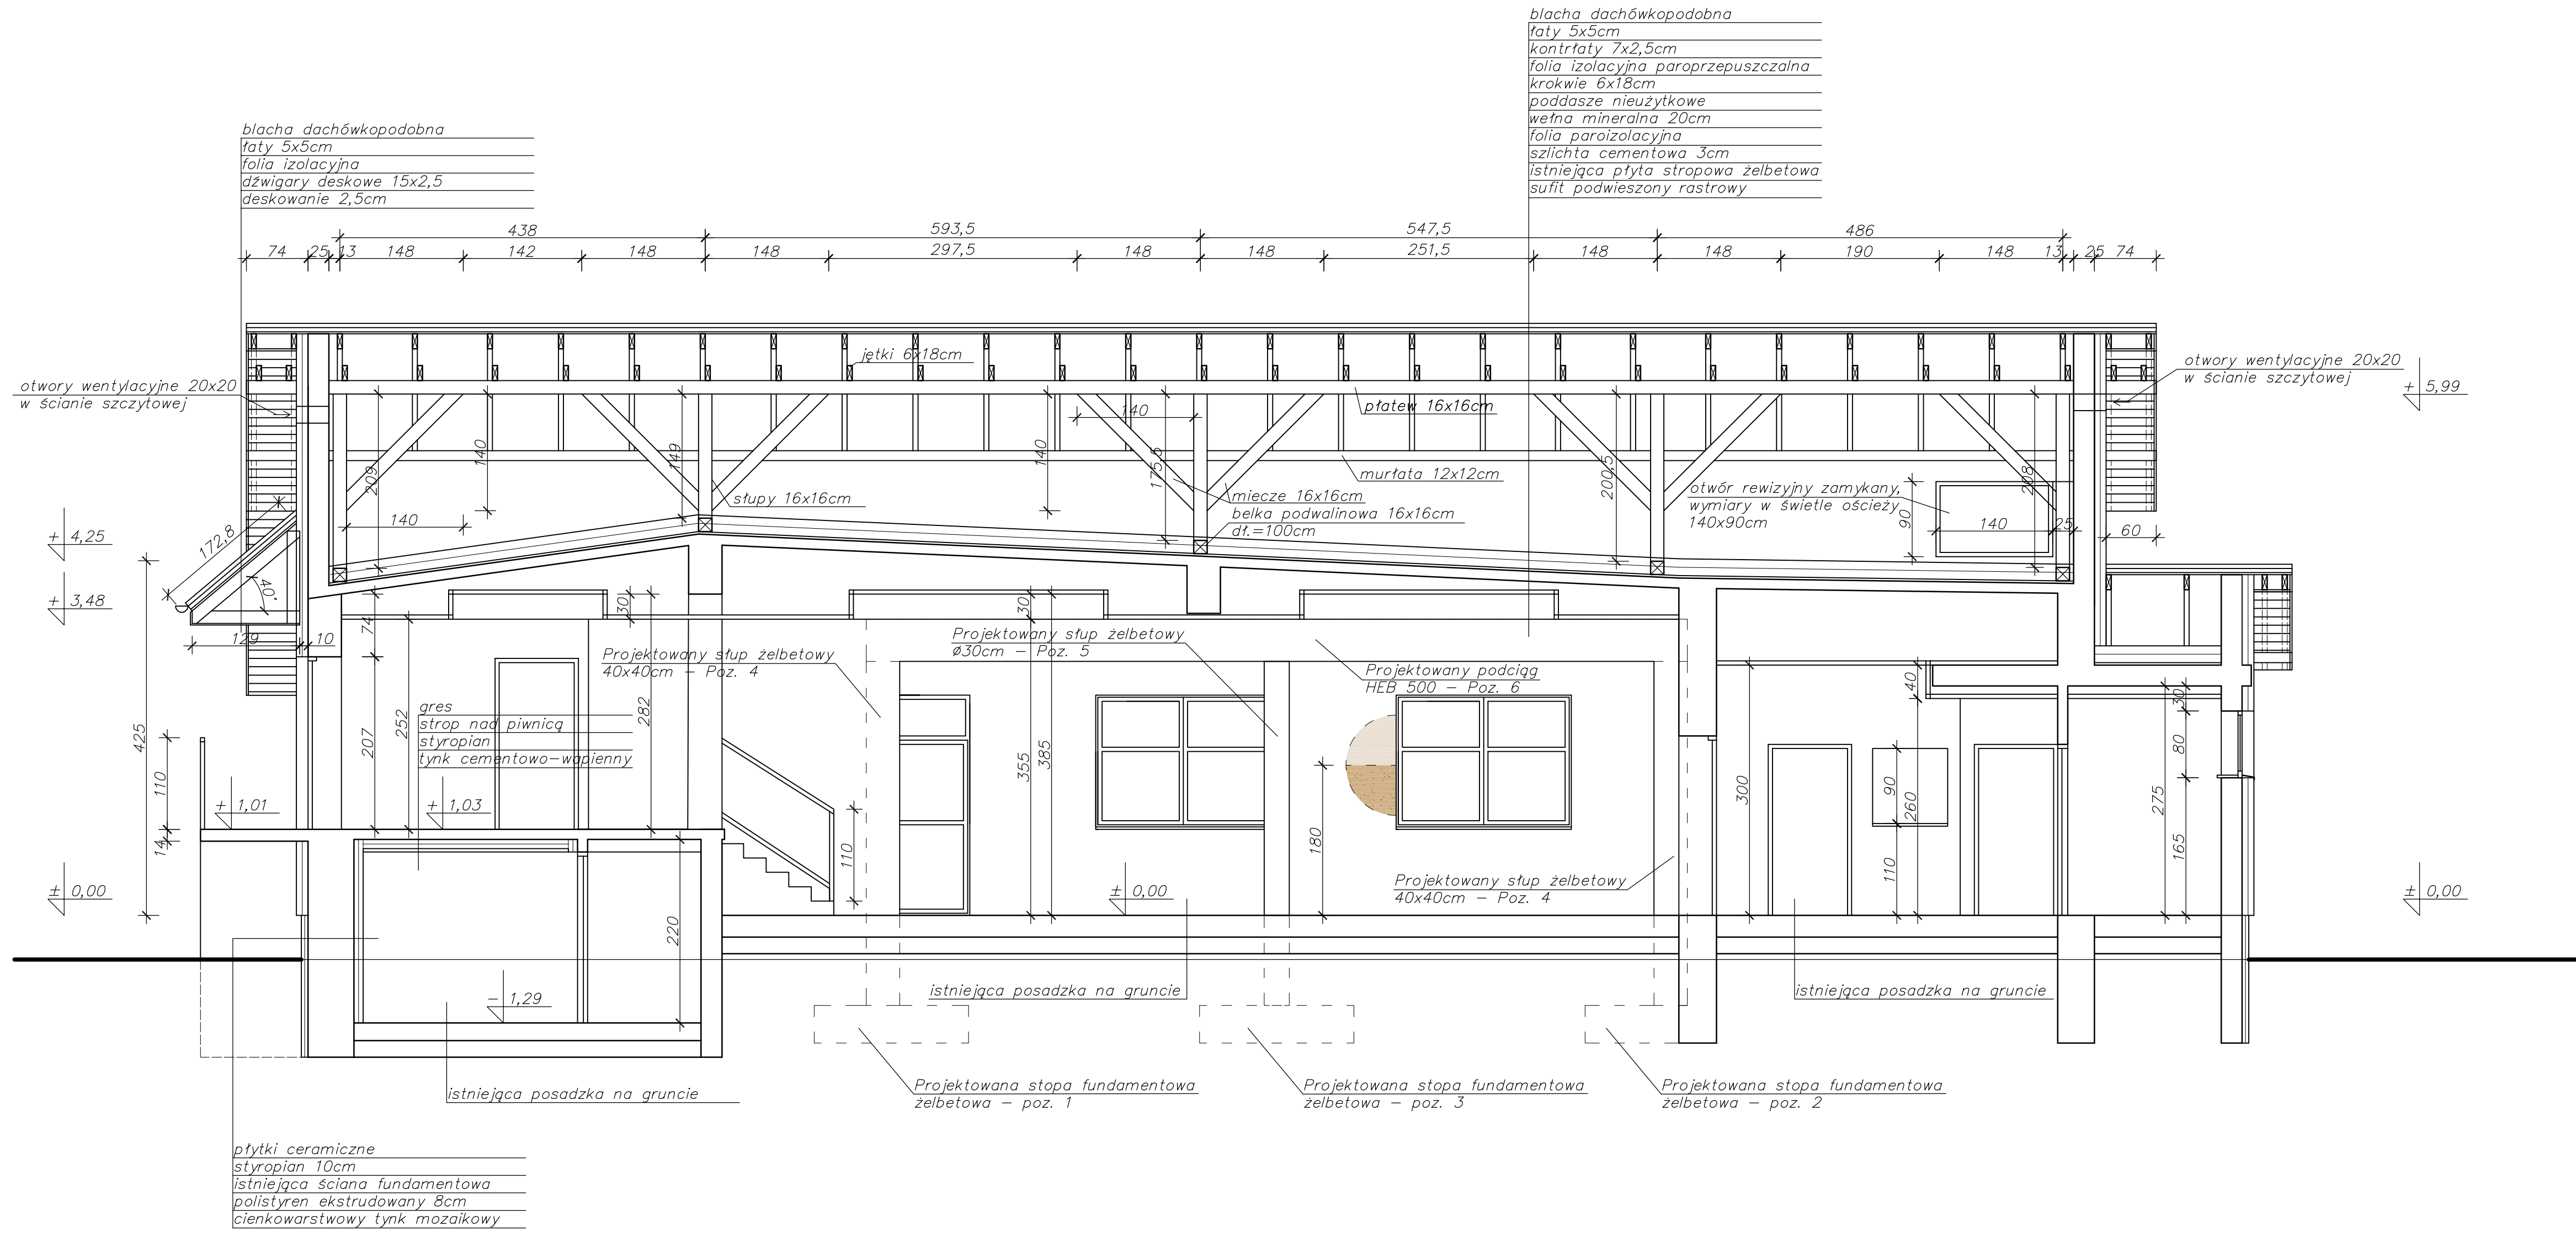 blacha dachówkopodobna
łaty 5x5cm
kontrłaty 7x2,5cm
folia izolacyjna paroprzepuszczalna
krokwie 6x18cm
poddasze nieużytkowe
wełna mineralna 20cm
folia paroizolacyjna
szlichta cementowa 3cm
istniejąca płyta stropowa żelbetowa
sufit podwieszony rastrowy
blacha dachówkopodobna
łaty 5x5cm
folia izolacyjna
dźwigary deskowe 15x2,5
deskowanie 2,5cm
438 593,5 547,5 486
74 25 13 148 142 148 148 297,5 148 148 251,5 148 148 190 148 13 25 74
jętki 6x18cm
otwory wentylacyjne 20x20
w ścianie szczytowej
otwory wentylacyjne 20x20
w ścianie szczytowej
+ 5,99
płatew 16x16cm
140
209
140
149
140
175,5
200,5
208
murłata 12x12cm
słupy 16x16cm
miecze 16x16cm
belka podwalinowa 16x16cm
dł.=100cm
otwór rewizyjny zamykany,
wymiary w świetle ościeży
140x90cm
90
140
25
60
140
172,8
40°
+ 4,25
+ 3,48
129
10
74
30
30
Projektowany słup żelbetowy
40x40cm – Poz. 4
Projektowany słup żelbetowy
ø30cm – Poz. 5
Projektowany podciąg
HEB 500 – Poz. 6
40
30
gres
strop nad piwnicą
styropian
tynk cementowo–wapienny
425
207
252
282
355
385
300
90
260
275
80
165
110
14
+ 1,01
+ 1,03
110
180
110
± 0,00
± 0,00
± 0,00
Projektowany słup żelbetowy
40x40cm – Poz. 4
220
– 1,29
istniejąca posadzka na gruncie
istniejąca posadzka na gruncie
istniejąca posadzka na gruncie
Projektowana stopa fundamentowa
żelbetowa – poz. 1
Projektowana stopa fundamentowa
żelbetowa – poz. 3
Projektowana stopa fundamentowa
żelbetowa – poz. 2
płytki ceramiczne
styropian 10cm
istniejąca ściana fundamentowa
polistyren ekstrudowany 8cm
cienkowarstwowy tynk mozaikowy